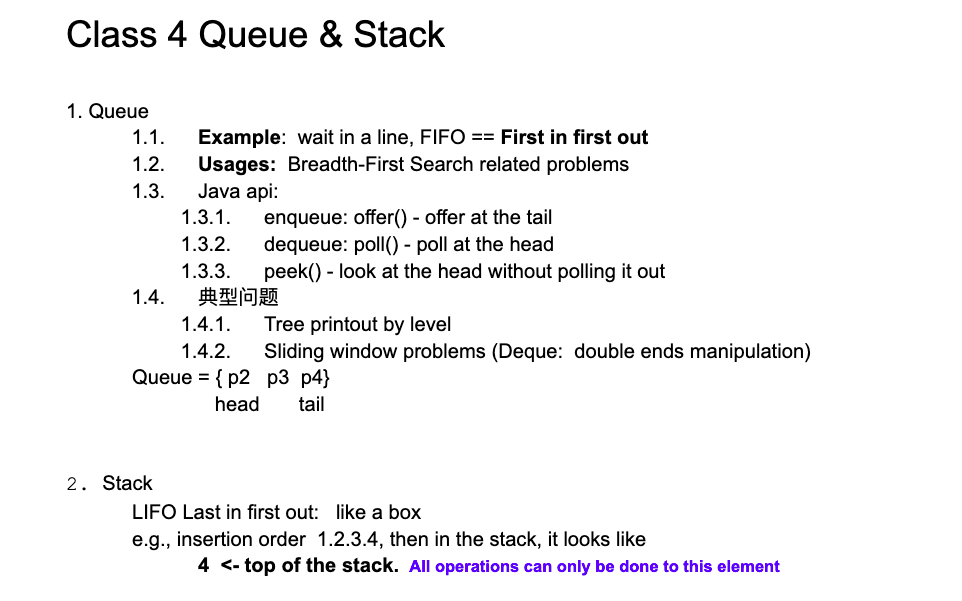 Class 4 Queue & Stack
1. Queue
1.1. Example: wait in a line, FIFO == First in first out
1.2. Usages: Breadth-First Search related problems
1.3. Java api:
1.3.1. enqueue: offer() - offer at the tail
1.3.2. dequeue: poll() - poll at the head
1.3.3. peek() - look at the head without polling it out
1.4. 典型问题
1.4.1. Tree printout by level
1.4.2. Sliding window problems (Deque: double ends manipulation)
Queue = { p2 p3 p4}
head tail
2. Stack
LIFO Last in first out: like a box
e.g., insertion order 1.2.3.4, then in the stack, it looks like
4 <- top of the stack. All operations can only be done to this element